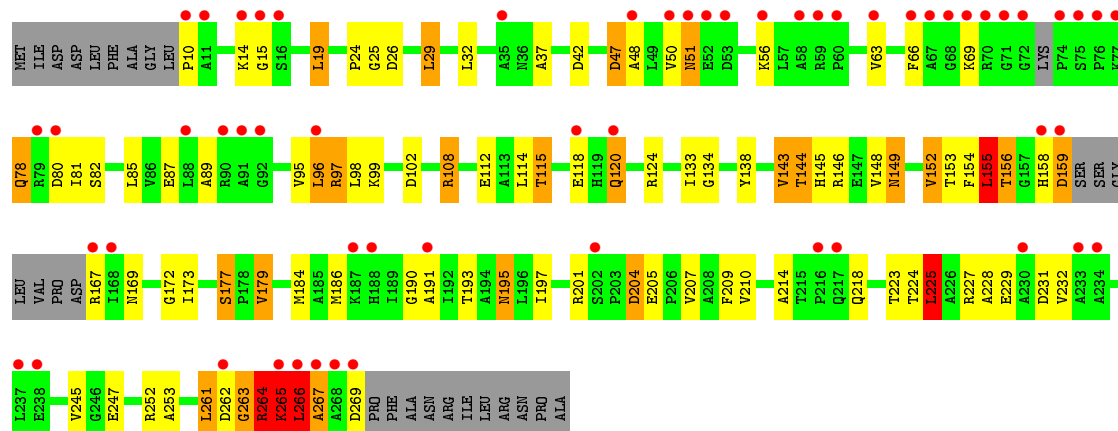 MET ILE ASP ASP LEU PHE ALA GLY LEU P10 A11 K14 G15 S16 L19 P24 G25 D26 L29 L32 A35 N36 A37 D42 D47 A48 L49 V50 N51 E52 D53 K56 L57 A58 R59 P60 V63 F66 A67 G68 K69 R70 G71 G72 LYS P74 S75 P76 K77
Q78 R79 D80 I81 S82 L85 V86 E87 L88 A89 R90 A91 G92 V95 L96 R97 L98 K99 D102 R108 E112 A113 L114 T115 E118 H119 Q120 R124 I133 G134 Y138 V143 T144 H145 R146 E147 V148 N149 V152 T153 F154 L155 T156 G157 H158 D159 SER SER GLY
LEU VAL PRO ASP R167 I168 N169 G172 I173 S177 P178 V179 M184 A185 M186 K187 H188 I189 G190 A191 I192 T193 A194 N195 L196 I197 R201 S202 P203 D204 E205 P206 V207 A208 F209 V210 A214 T215 P216 Q217 Q218 T223 T224 L225 A226 R227 A228 E229 A230 D231 V232 A233 A234
L237 E238 V245 G246 E247 R252 A253 L261 D262 G263 R264 K265 L266 A267 A268 D269 PRO PHE ALA ASN ARG ILE LEU ARG ASN PRO ALA